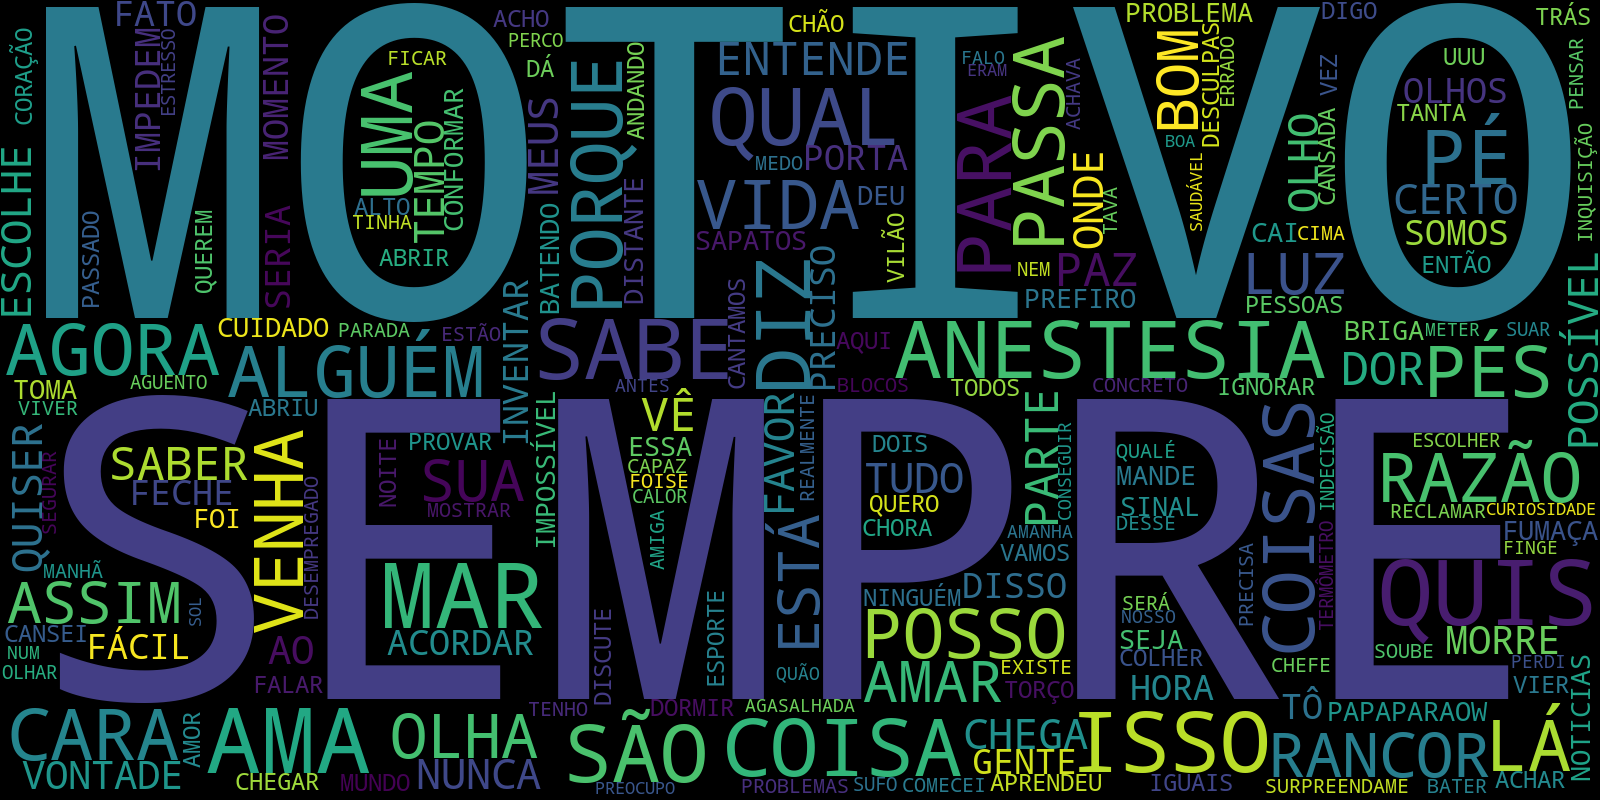 MOTIVO
SEMPRE
FATO
ACHO
CHÃO
PROBLEMA
DIGO
TRÁS
CORAÇÃO
IMPEDEM
ESTRESSO
MOMENTO
FICAR
PERCO
DÁ
ENTENDE
FALO
ERAM
PASSA
ACHAVA
BOM
DESCULPAS
ERRADO
VEZ
UUU
OLHOS
PENSAR
UMA
TEMPO
CONFORMAR
MEUS
PORQUE
ANDANDO
QUAL
MEDO
PORTA
PARA
ONDE
TAVA
BOA
SAUDÁVEL
OLHO
CANSADA
TANTA
PÉ
CERTO
INQUISIÇÃO
ESCOLHE
PASSADO
QUEREM
SERIA
ALTO
TINHA
ABRIR
BATENDO
DISTANTE
VIDA
DEU
SAPATOS
VILÃO
NEM
PAZ
CAI
CIMA
SOMOS
ENTÃO
LUZ
PREFIRO
PESSOAS
POSSÍVEL
AGORA
CUIDADO
PARADA
ESTÃO
INVENTAR
SABE
CANTAMOS
DIZ
PRECISO
AQUI
ANESTESIA
BRIGA
METER
SUAR
ALGUÉM
DOR
PÉS
TOMA
VIVER
AGUENTO
ANTES
BLOCOS
TODOS
CONCRETO
IGNORAR
ABRIU
IMPOSSÍVEL
VÊ
FAVOR
REALMENTE
PARTE
CONSEGUIR
QUISER
SEGURAR
SABER
FECHE
FOI
VENHA
DESEMPREGADO
NOITE
PROVAR
SUA
MOSTRAR
ESSA
CAPAZ
FOISE
CALOR
AMIGA
DOIS
TUDO
QUERO
CHORA
QUALÉ
MANDE
SINAL
DESSE
COISAS
INDECISÃO
ESCOLHER
RAZÃO
RECLAMAR
CURIOSIDADE
FUMAÇA
FINGE
AMANHA
VAMOS
MANHÃ
ASSIM
SOL
CANSEI
FÁCIL
NUM
OLHAR
MAR
ACORDAR
AO
FALAR
DISCUTE
ESPORTE
ESTÁ
QUÃO
NINGUÉM
DISSO
POSSO
AMAR
EXISTE
TORÇO
SERÁ
NOSSO
SEJA
COLHER
HORA
PRECISA
TERMÔMETRO
QUIS
MORRE
SOUBE
CHEFE
PERDI
VIER
TENHO
DORMIR
AGASALHADA
TÔ
PAPAPARAOW
CARA
AMOR
AMA
OLHA
SÃO
COISA
CHEGA
GENTE
ISSO
RANCOR
LÁ
NOTICIAS
VONTADE
CHEGAR
MUNDO
NUNCA
PREOCUPO
PROBLEMAS
SUFO
COMECEI
APRENDEU
IGUAIS
SURPREENDAME
BATER
ACHAR